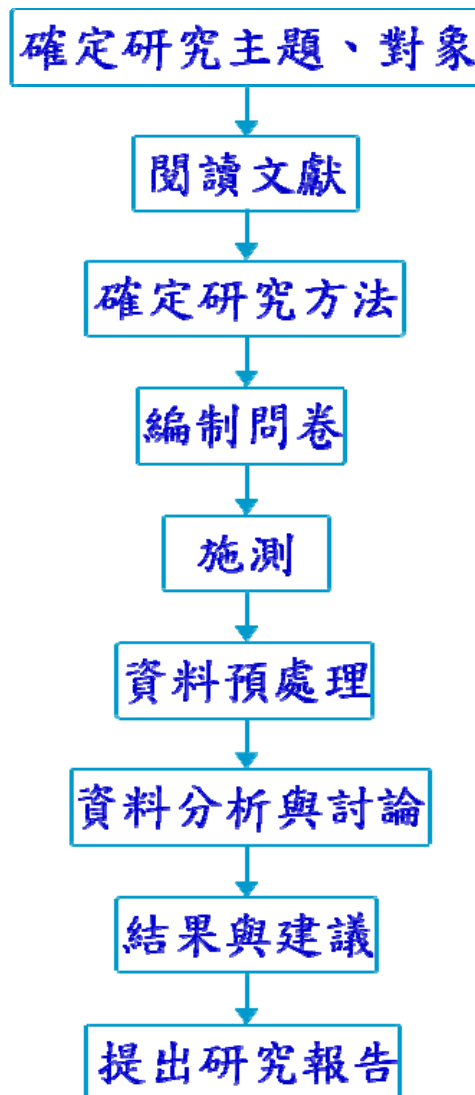 確定研究主題、對象
閱讀文獻
確定研究方法
編制問卷
施測
資料預處理
資料分析與討論
結果與建議
提出研究報告